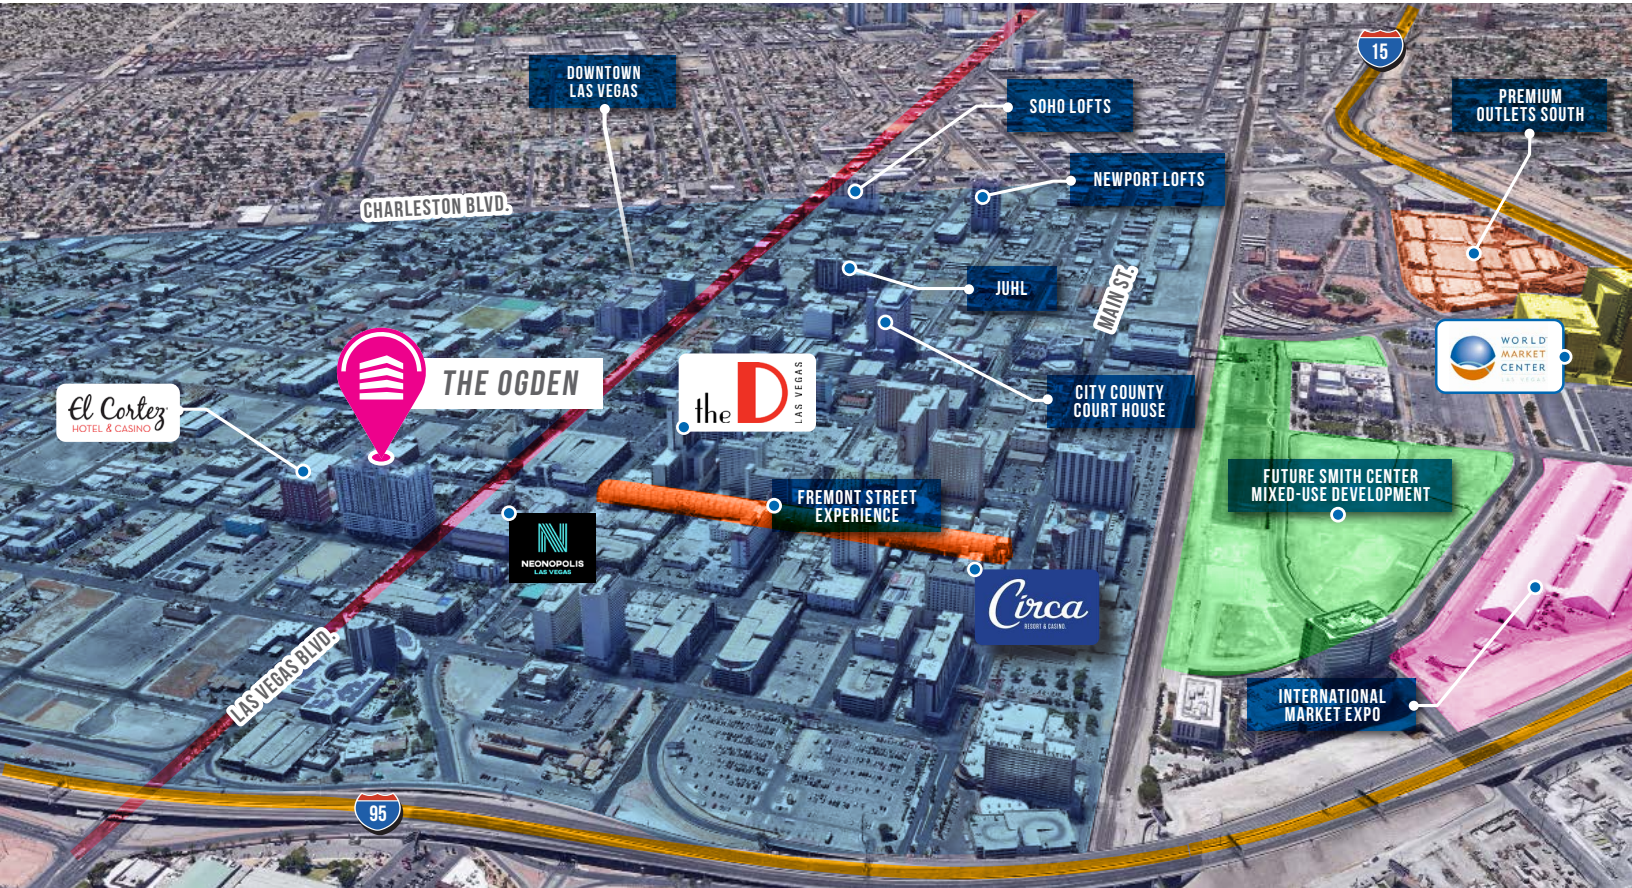 15
DOWNTOWN
LAS VEGAS
SOHO LOFTS
PREMIUM
OUTLETS SOUTH
NEWPORT LOFTS
CHARLESTON BLVD.
JUHL
MAIN ST.
WORLD
MARKET
CENTER
LAS VEGAS
THE OGDEN
the D
LAS VEGAS
El Cortez
HOTEL & CASINO
CITY COUNTY
COURT HOUSE
FREMONT STREET
EXPERIENCE
FUTURE SMITH CENTER
MIXED-USE DEVELOPMENT
N
NEONOPOLIS
LAS VEGAS
Circa
RESORT & CASINO
LAS VEGAS BLVD.
INTERNATIONAL
MARKET EXPO
95